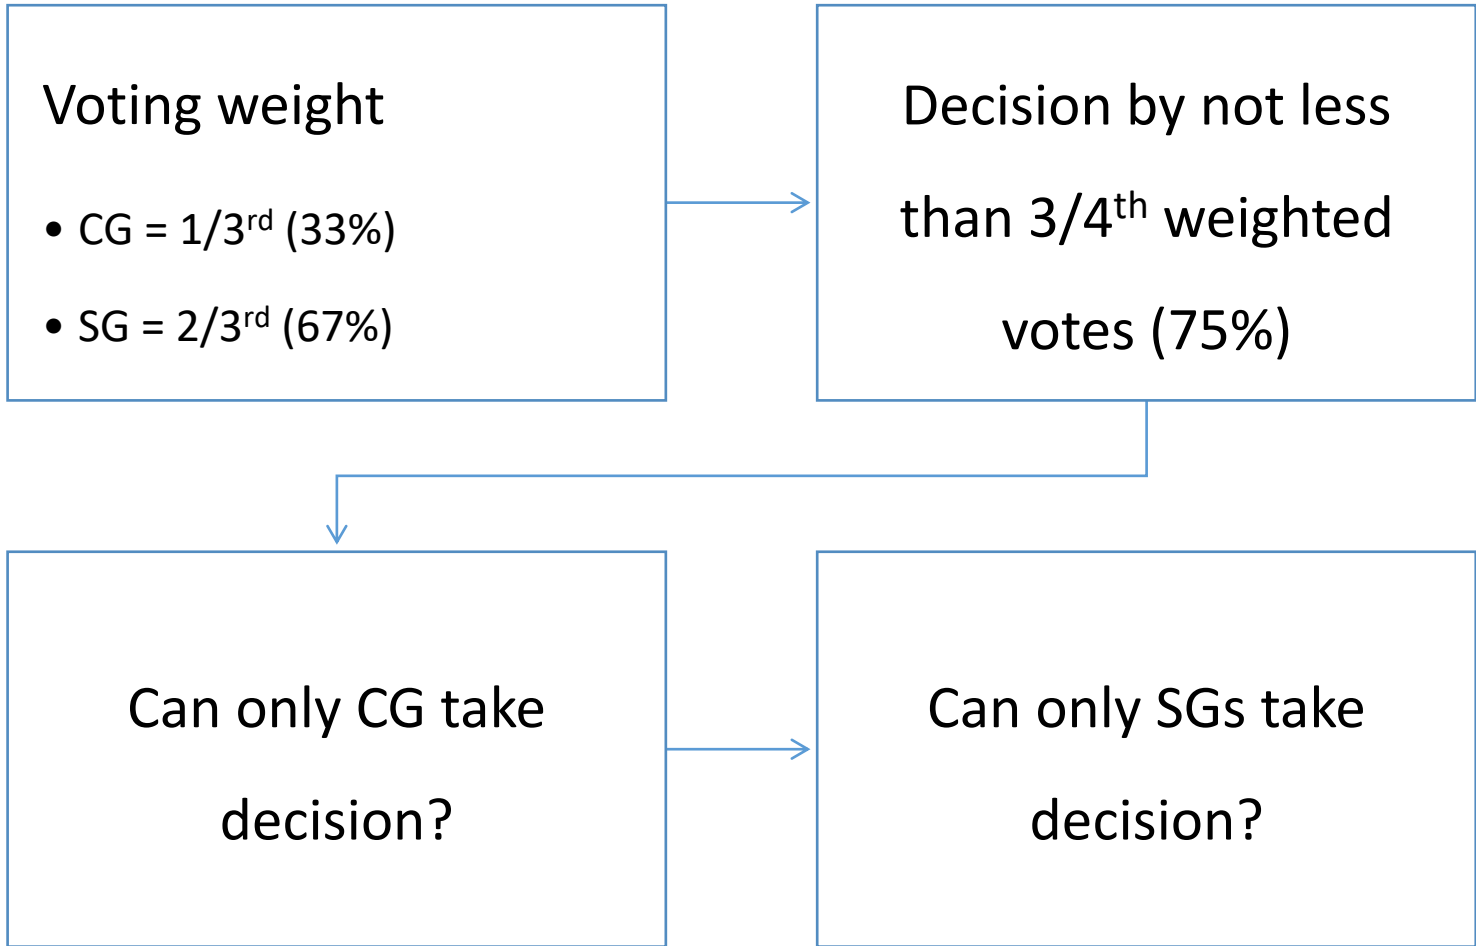 Voting weight
• CG = 1/3rd (33%)
• SG = 2/3rd (67%)
Decision by not less
than 3/4th weighted
votes (75%)
Can only CG take
decision?
Can only SGs take
decision?